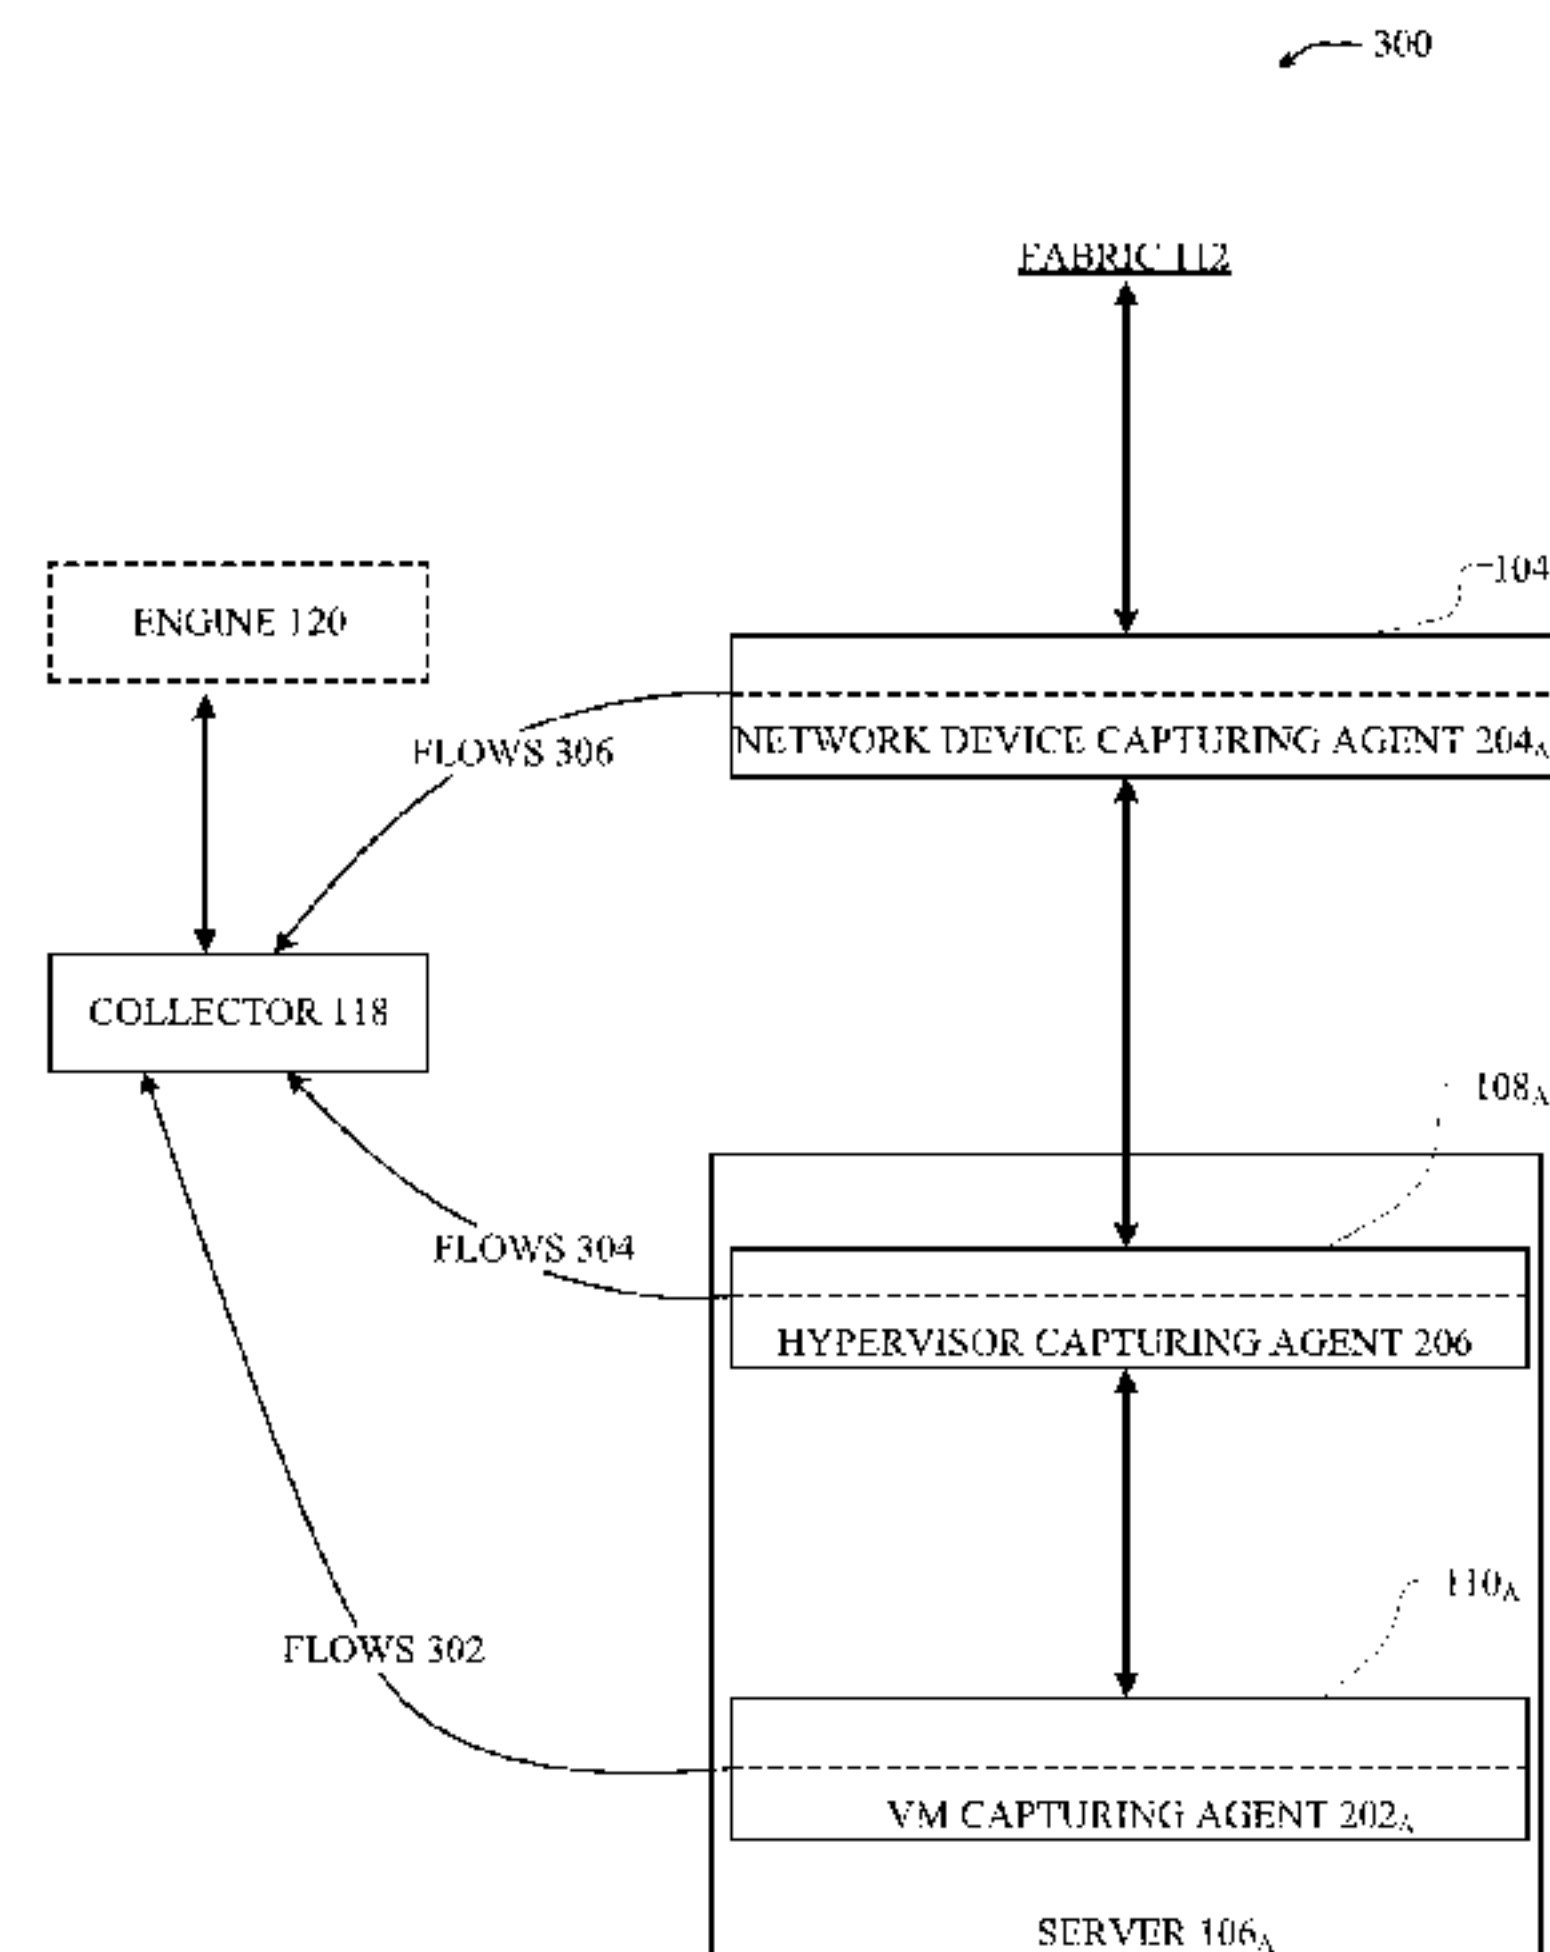 300
FABRIC 112
104
ENGINE 120
NETWORK DEVICE CAPTURING AGENT 204A
FLOWS 306
COLLECTOR 118
108A
FLOWS 304
HYPERVISOR CAPTURING AGENT 206
110A
FLOWS 302
VM CAPTURING AGENT 202A
SERVER 106A